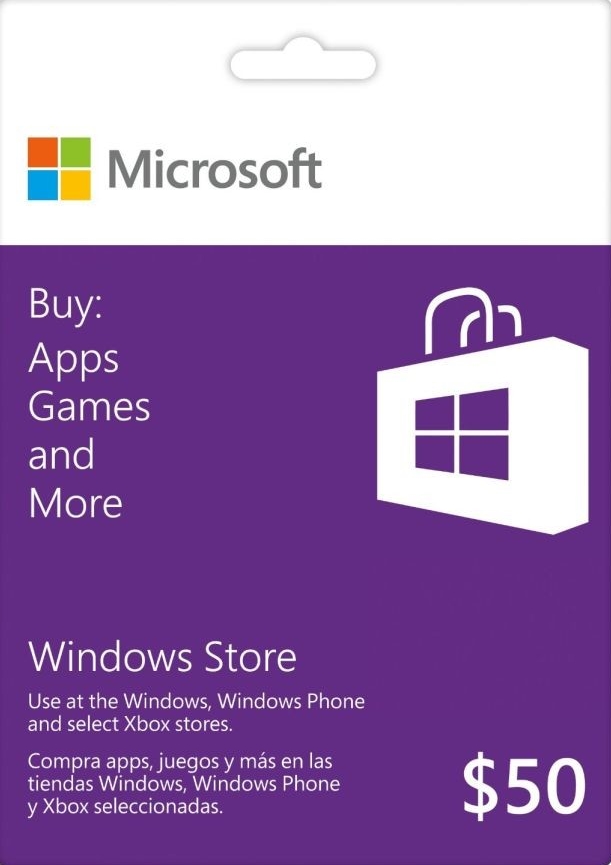 Microsoft
Buy:
Apps
Games
and
More
Windows Store
Use at the Windows, Windows Phone
and select Xbox stores.
Compra apps, juegos y más en las
tiendas Windows, Windows Phone
y Xbox seleccionadas.
$50